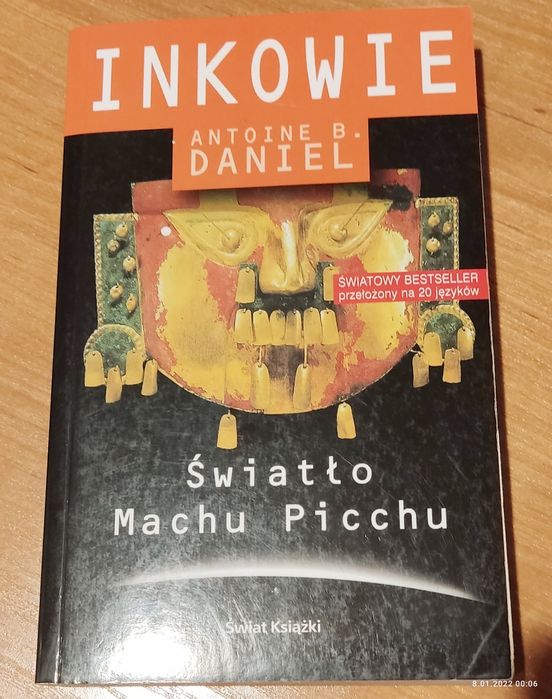 INKOWIE
ANTOINE B.
DANIEL
ŚWIATOWY BESTSELLER
przełożony na 20 języków
Światło
Machu Picchu
Świat Książki
8.01.2022 00:06